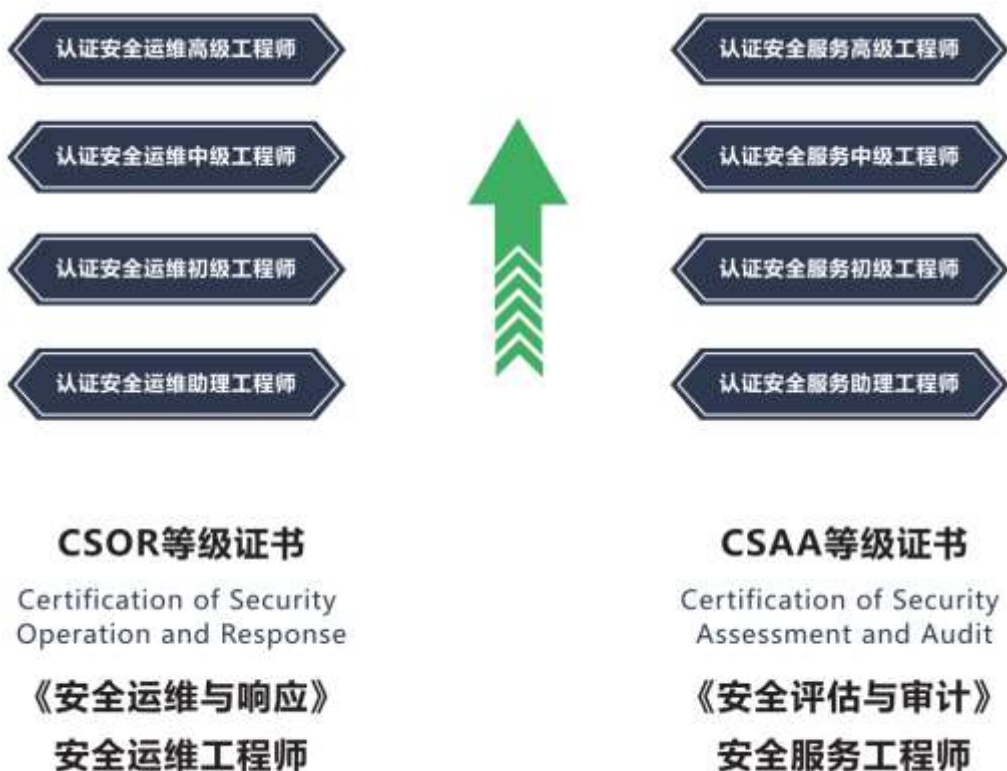 认证安全运维高级工程师
认证安全运维中级工程师
认证安全运维初级工程师
认证安全运维助理工程师
CSOR等级证书
Certification of Security
Operation and Response
《安全运维与响应》
安全运维工程师
认证安全服务高级工程师
认证安全服务中级工程师
认证安全服务初级工程师
认证安全服务助理工程师
CSAA等级证书
Certification of Security
Assessment and Audit
《安全评估与审计》
安全服务工程师